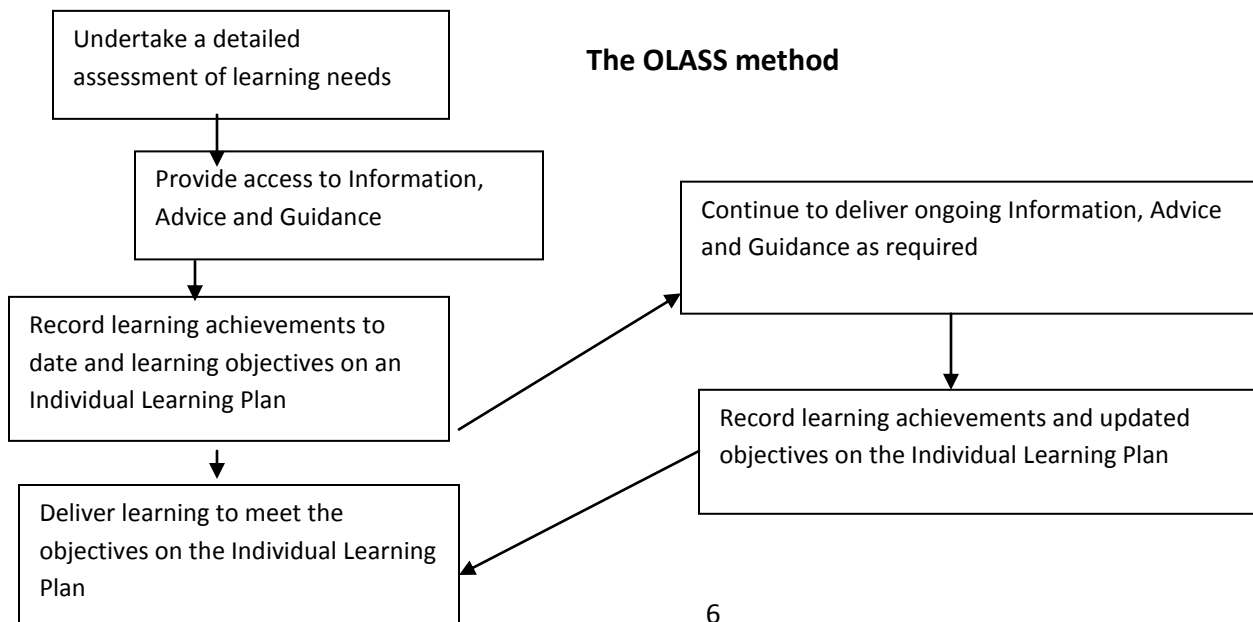 Undertake a detailed
assessment of learning needs
The OLASS method
Provide access to Information,
Advice and Guidance
Record learning achievements to
date and learning objectives on an
Individual Learning Plan
Deliver learning to meet the
objectives on the Individual Learning
Plan
Continue to deliver ongoing Information, Advice
and Guidance as required
Record learning achievements and updated
objectives on the Individual Learning Plan
6